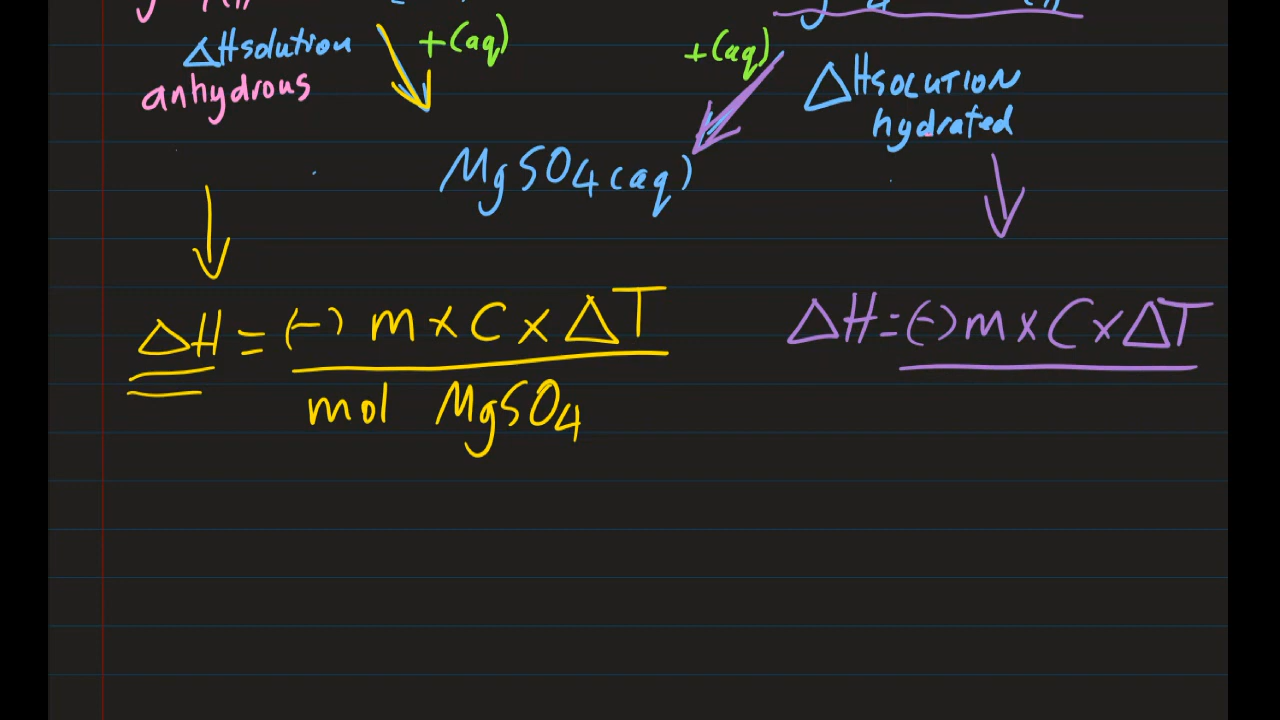 ΔHsolution
anhydrous
+(aq)
+(aq)
ΔHSOLUTION
hydrated
MgSO4(aq)
ΔH = (-) m x C x ΔT
mol MgSO4
ΔH = (-) m x C x ΔT